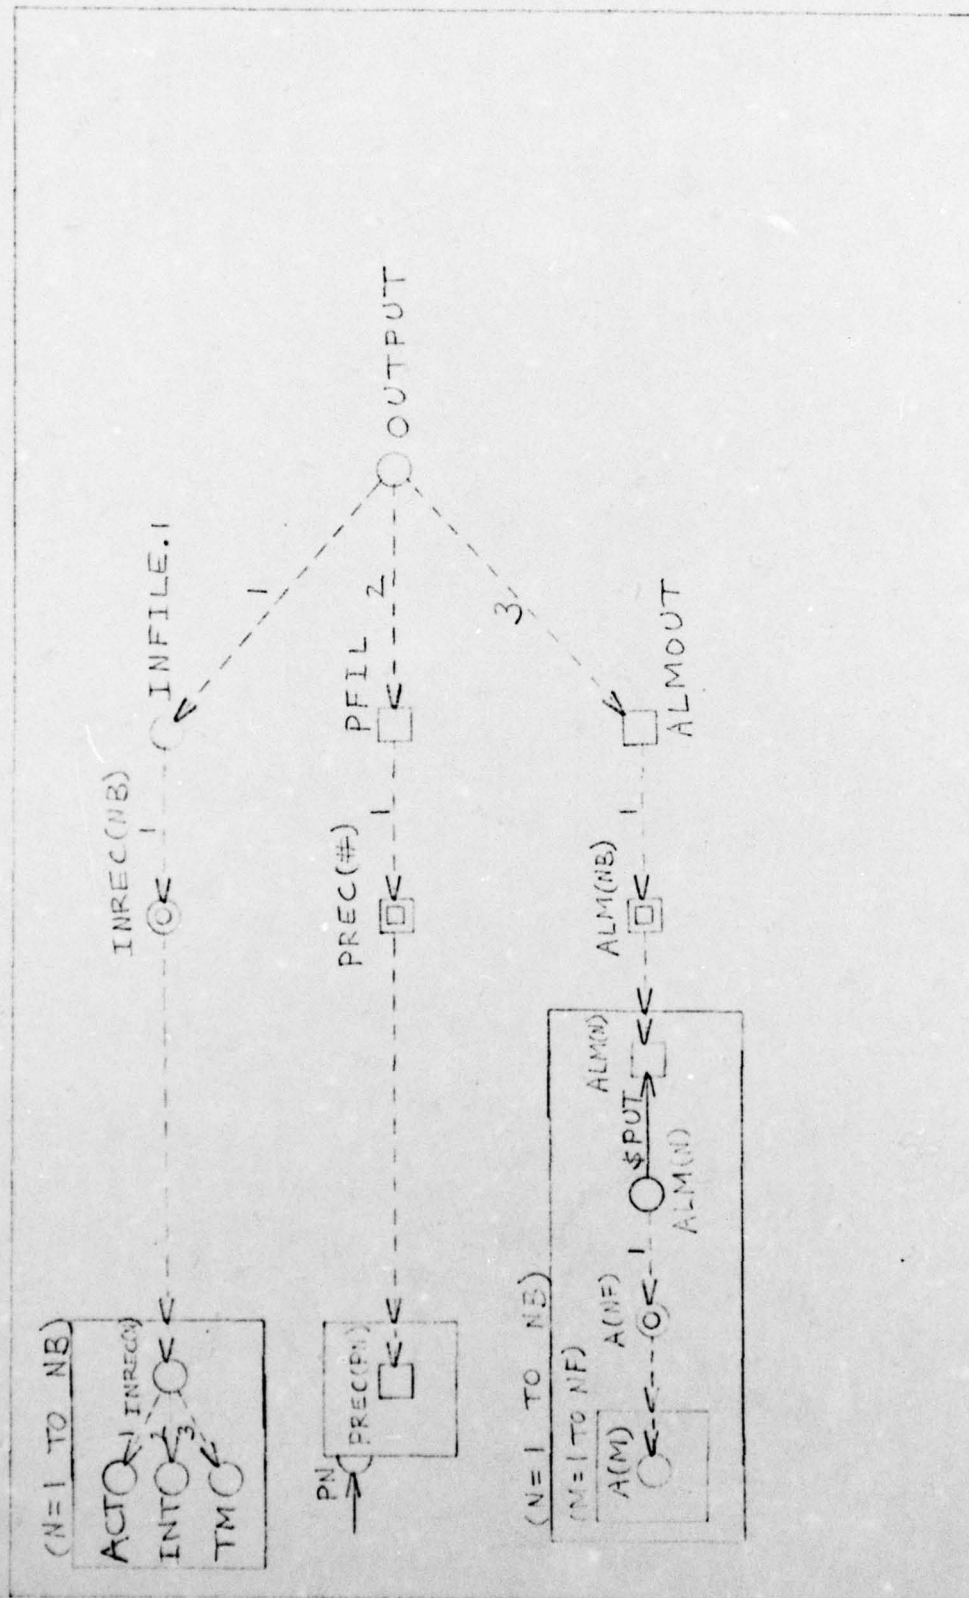 OUTPUT
1
2
3
INFILE.1
PFIL
ALMOUT
INREC(NB)
1
PREC(#)
1
ALM(NB)
1
(N=1 TO NB)
ACT
INT
TM
1
2
3
INREC(N)
PN
PREC(PN)
(N=1 TO NB)
(M=1 TO NF)
A(M)
A(NF)
1
$PUT
ALM(N)
ALM(N)